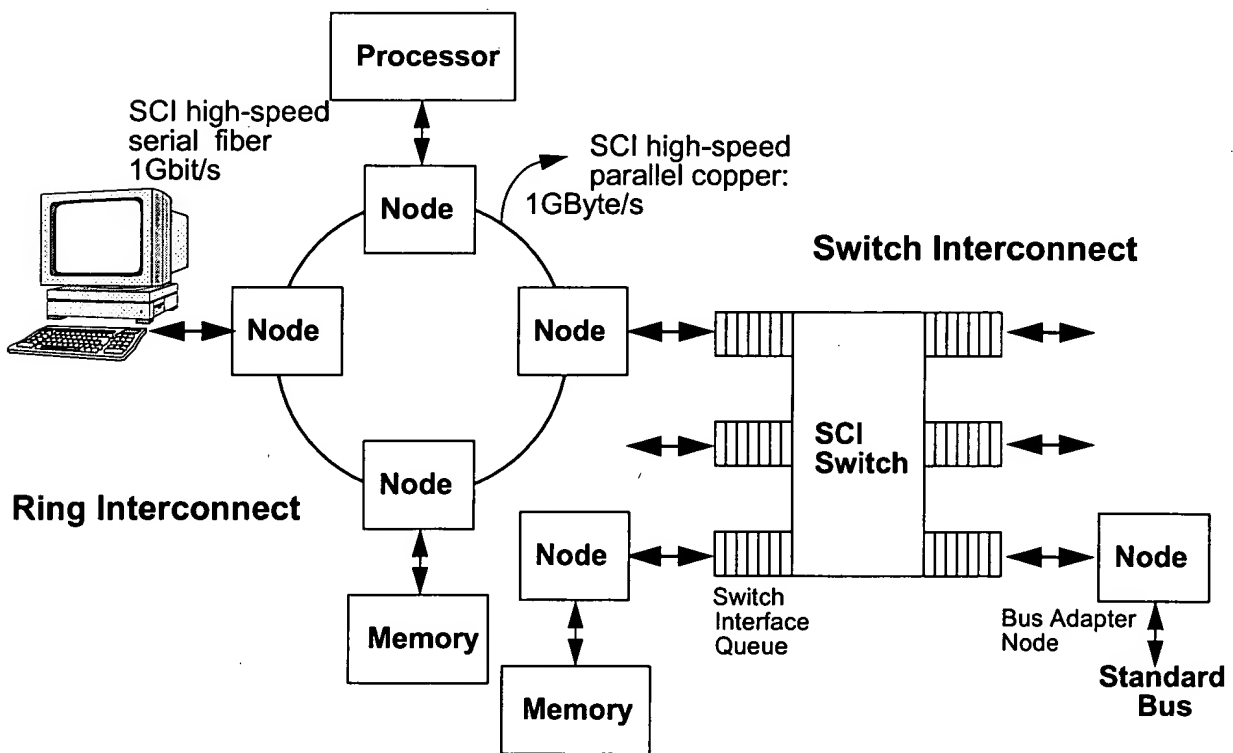 Processor
SCI high-speed
serial fiber
1Gbit/s
SCI high-speed
parallel copper:
1GByte/s
Node
Switch Interconnect
Node
Node
SCI
Switch
Node
Ring Interconnect
Node
Node
Switch
Interface
Queue
Bus Adapter
Node
Memory
Standard
Bus
Memory